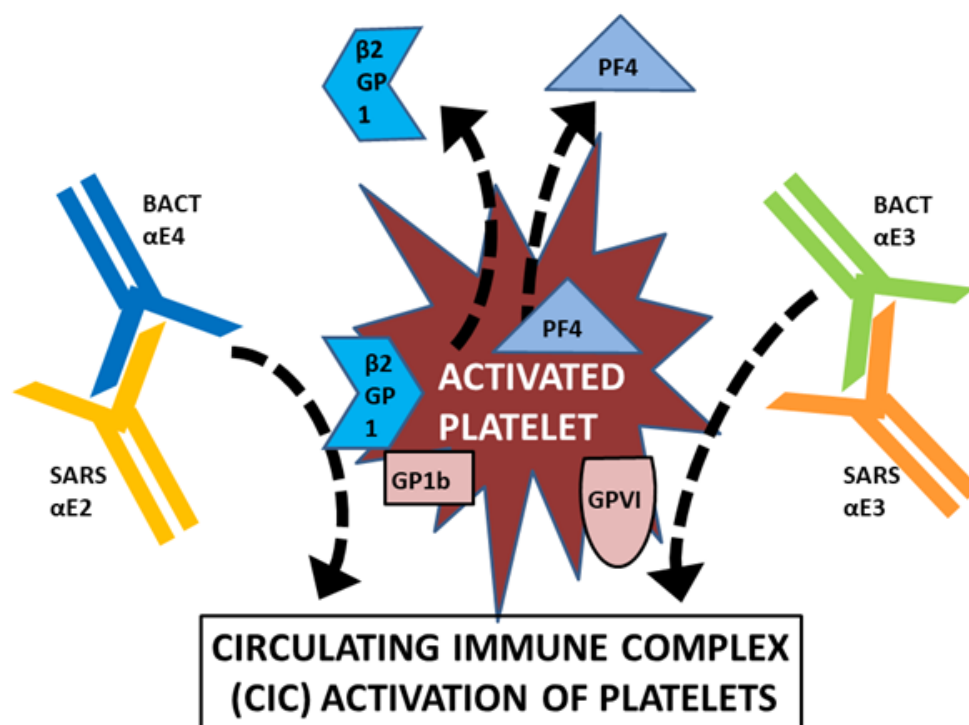 β2
GP
1
PF4
BACT
αE4
BACT
αE3
PF4
β2
GP
1
ACTIVATED
PLATELET
GP1b
GPVI
SARS
αE2
SARS
αE3
CIRCULATING IMMUNE COMPLEX
(CIC) ACTIVATION OF PLATELETS